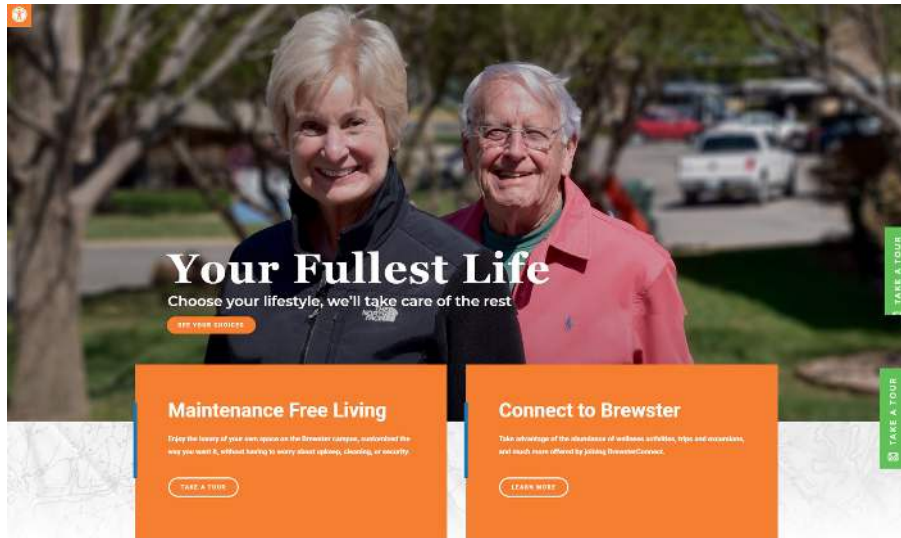 Your Fullest Life
Choose your lifestyle, we'll take care of the rest
THE
NORTH
FACE
SEE YOUR CHOICES
TAKE A TOUR
TAKE A TOUR
Maintenance Free Living
Enjoy the luxury of your own space on the Brewster campus, customized the
way you want it, without having to worry about upkeep, cleaning, or security.
TAKE A TOUR
Connect to Brewster
Take advantage of the abundance of wellness activities, trips and excursions,
and much more offered by joining BrewsterConnect.
LEARN MORE